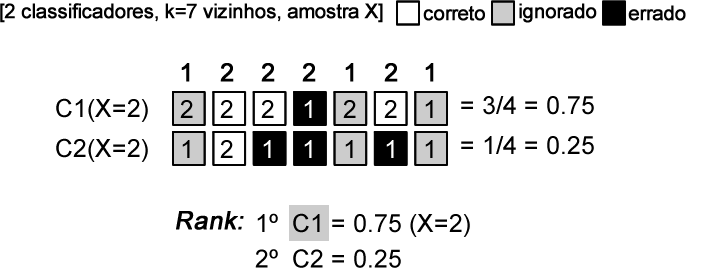 [2 classificadores, k=7 vizinhos, amostra X] correto ignorado errado
1 2 2 2 1 2 1
C1(X=2) 2 2 2 1 2 2 1 = 3/4 = 0.75
C2(X=2) 1 2 1 1 1 1 1 = 1/4 = 0.25
Rank: 1º C1 = 0.75 (X=2)
2º C2 = 0.25